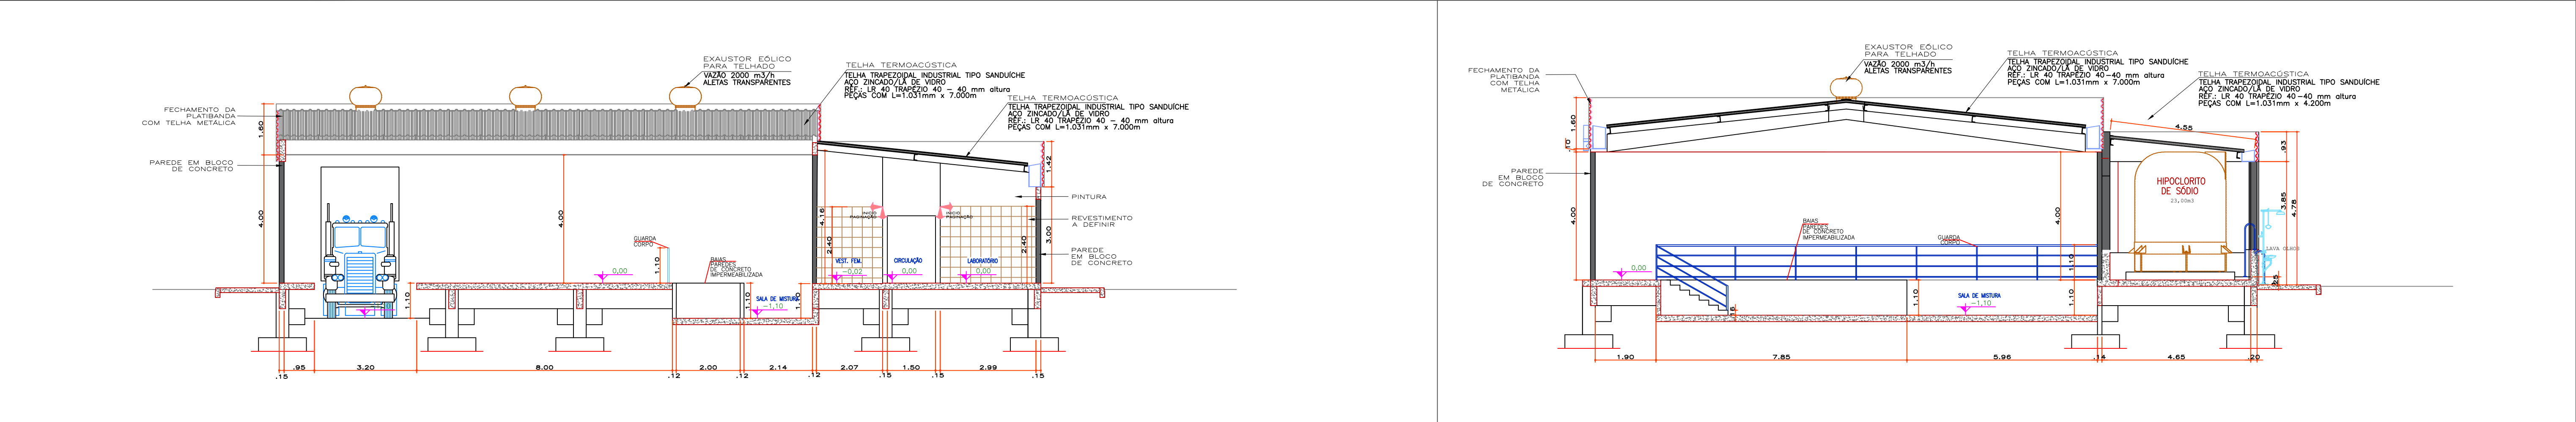 EXAUSTOR EÓLICO
PARA TELHADO
VAZÃO 2000 m3/h
ALETAS TRANSPARENTES
TELHA TERMOACÚSTICA
TELHA TRAPEZOIDAL INDUSTRIAL TIPO SANDUÍCHE
AÇO ZINCADO/LÃ DE VIDRO
REF.: LR 40 TRAPÉZIO 40 - 40 mm altura
PEÇAS COM L=1.031mm x 7.000m
TELHA TERMOACÚSTICA
TELHA TRAPEZOIDAL INDUSTRIAL TIPO SANDUÍCHE
AÇO ZINCADO/LÃ DE VIDRO
REF.: LR 40 TRAPÉZIO 40 - 40 mm altura
PEÇAS COM L=1.031mm x 7.000m
FECHAMENTO DA
PLATIBANDA
COM TELHA METÁLICA
PAREDE EM BLOCO
DE CONCRETO
1.60
4.00
4.00
4.16
2.40
1.42
3.00
2.40
PINTURA
REVESTIMENTO
A DEFINIR
PAREDE
EM BLOCO
DE CONCRETO
INICIO
PAGINAÇÃO
INICIO
PAGINAÇÃO
GUARDA
CORPO
1.10
0,00
BAIAS
PAREDES
DE CONCRETO
IMPERMEABILIZADA
VEST. FEM.
-0,02
CIRCULAÇÃO
0,00
LABORATÓRIO
0,00
1.10
1.10
SALA DE MISTURA
-1,10
1.10
.15
.95
3.20
8.00
.12
2.00
.12
2.14
.12
2.07
.15
1.50
.15
2.99
.15
EXAUSTOR EÓLICO
PARA TELHADO
VAZÃO 2000 m3/h
ALETAS TRANSPARENTES
TELHA TERMOACÚSTICA
TELHA TRAPEZOIDAL INDUSTRIAL TIPO SANDUÍCHE
AÇO ZINCADO/LÃ DE VIDRO
REF.: LR 40 TRAPÉZIO 40-40 mm altura
PEÇAS COM L=1.031mm x 7.000m
TELHA TERMOACÚSTICA
TELHA TRAPEZOIDAL INDUSTRIAL TIPO SANDUÍCHE
AÇO ZINCADO/LÃ DE VIDRO
REF.: LR 40 TRAPÉZIO 40-40 mm altura
PEÇAS COM L=1.031mm x 4.200m
FECHAMENTO DA
PLATIBANDA
COM TELHA
METÁLICA
PAREDE
EM BLOCO
DE CONCRETO
1.60
.10
4.00
4.00
4.55
.93
3.85
4.78
HIPOCLORITO
DE SÓDIO
23,00m3
LAVA OLHOS
BAIAS
PAREDES
DE CONCRETO
IMPERMEABILIZADA
GUARDA
CORPO
0,00
1.10
1.10
1.10
SALA DE MISTURA
-1,10
1.90
7.85
5.96
.14
4.65
.20